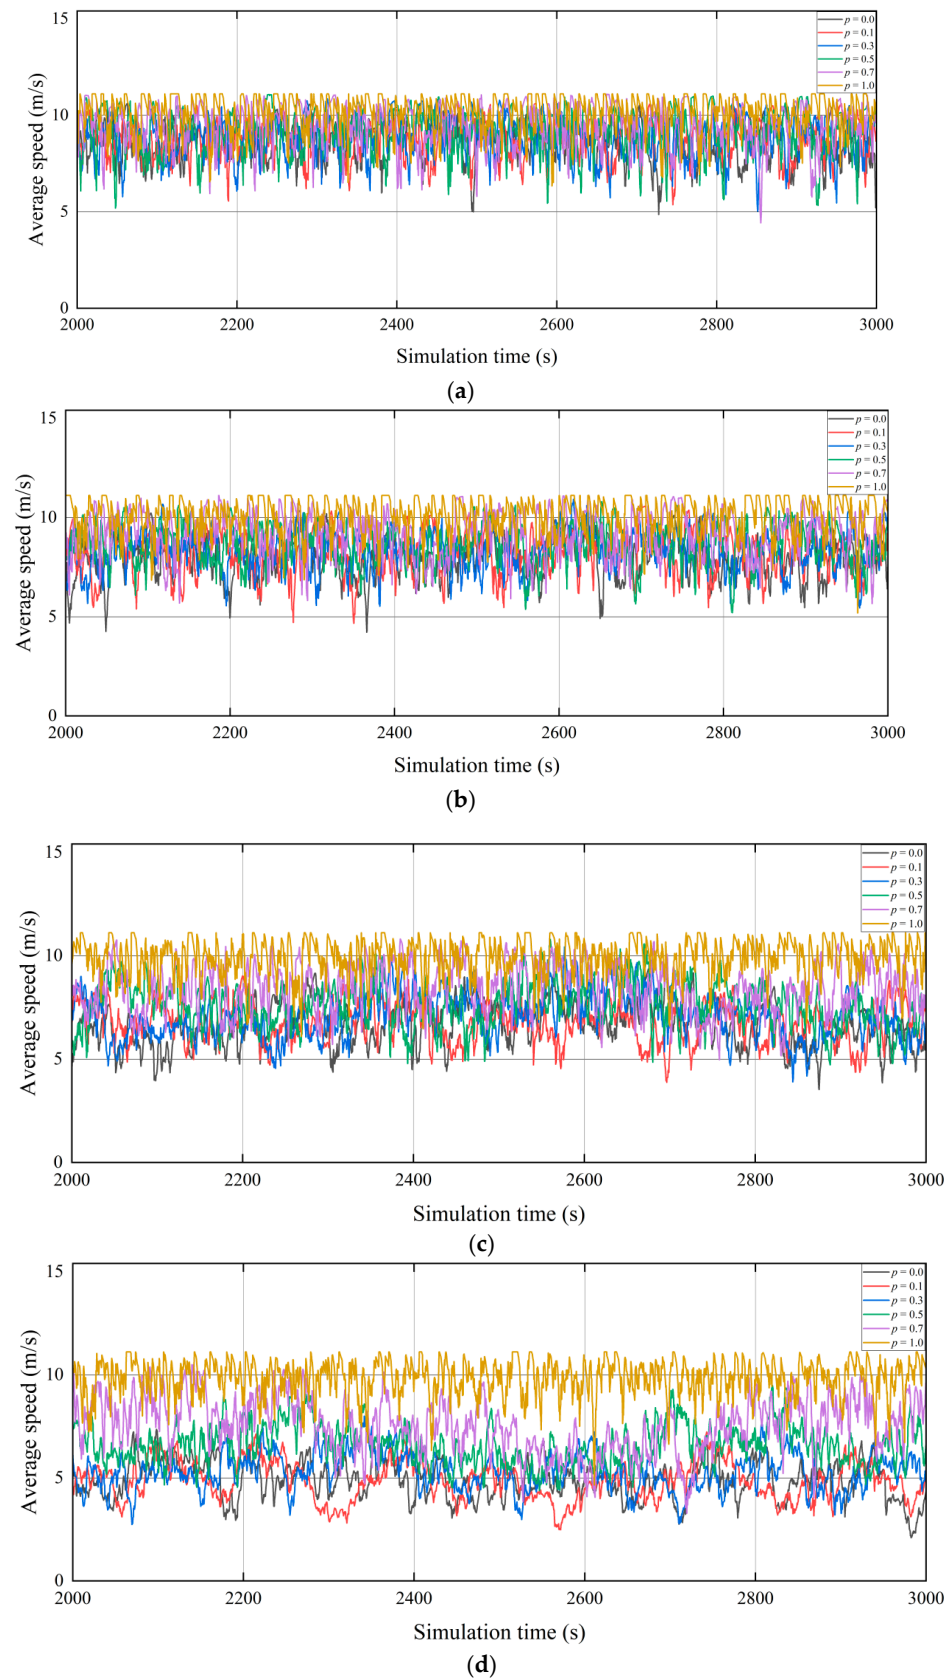 15
10
5
0
Average speed (m/s)
p = 0.0
p = 0.1
p = 0.3
p = 0.5
p = 0.7
p = 1.0
2000 2200 2400 2600 2800 3000
Simulation time (s)
(a)
15
10
5
0
Average speed (m/s)
p = 0.0
p = 0.1
p = 0.3
p = 0.5
p = 0.7
p = 1.0
2000 2200 2400 2600 2800 3000
Simulation time (s)
(b)
15
10
5
0
Average speed (m/s)
p = 0.0
p = 0.1
p = 0.3
p = 0.5
p = 0.7
p = 1.0
2000 2200 2400 2600 2800 3000
Simulation time (s)
(c)
15
10
5
0
Average speed (m/s)
p = 0.0
p = 0.1
p = 0.3
p = 0.5
p = 0.7
p = 1.0
2000 2200 2400 2600 2800 3000
Simulation time (s)
(d)